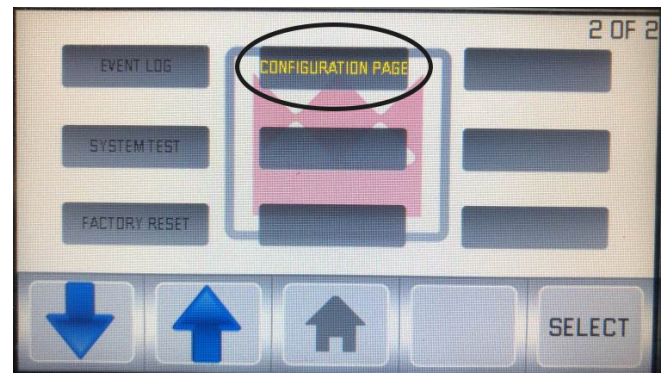 2 OF 2
EVENT LOG
CONFIGURATION PAGE
SYSTEM TEST
FACTORY RESET
SELECT